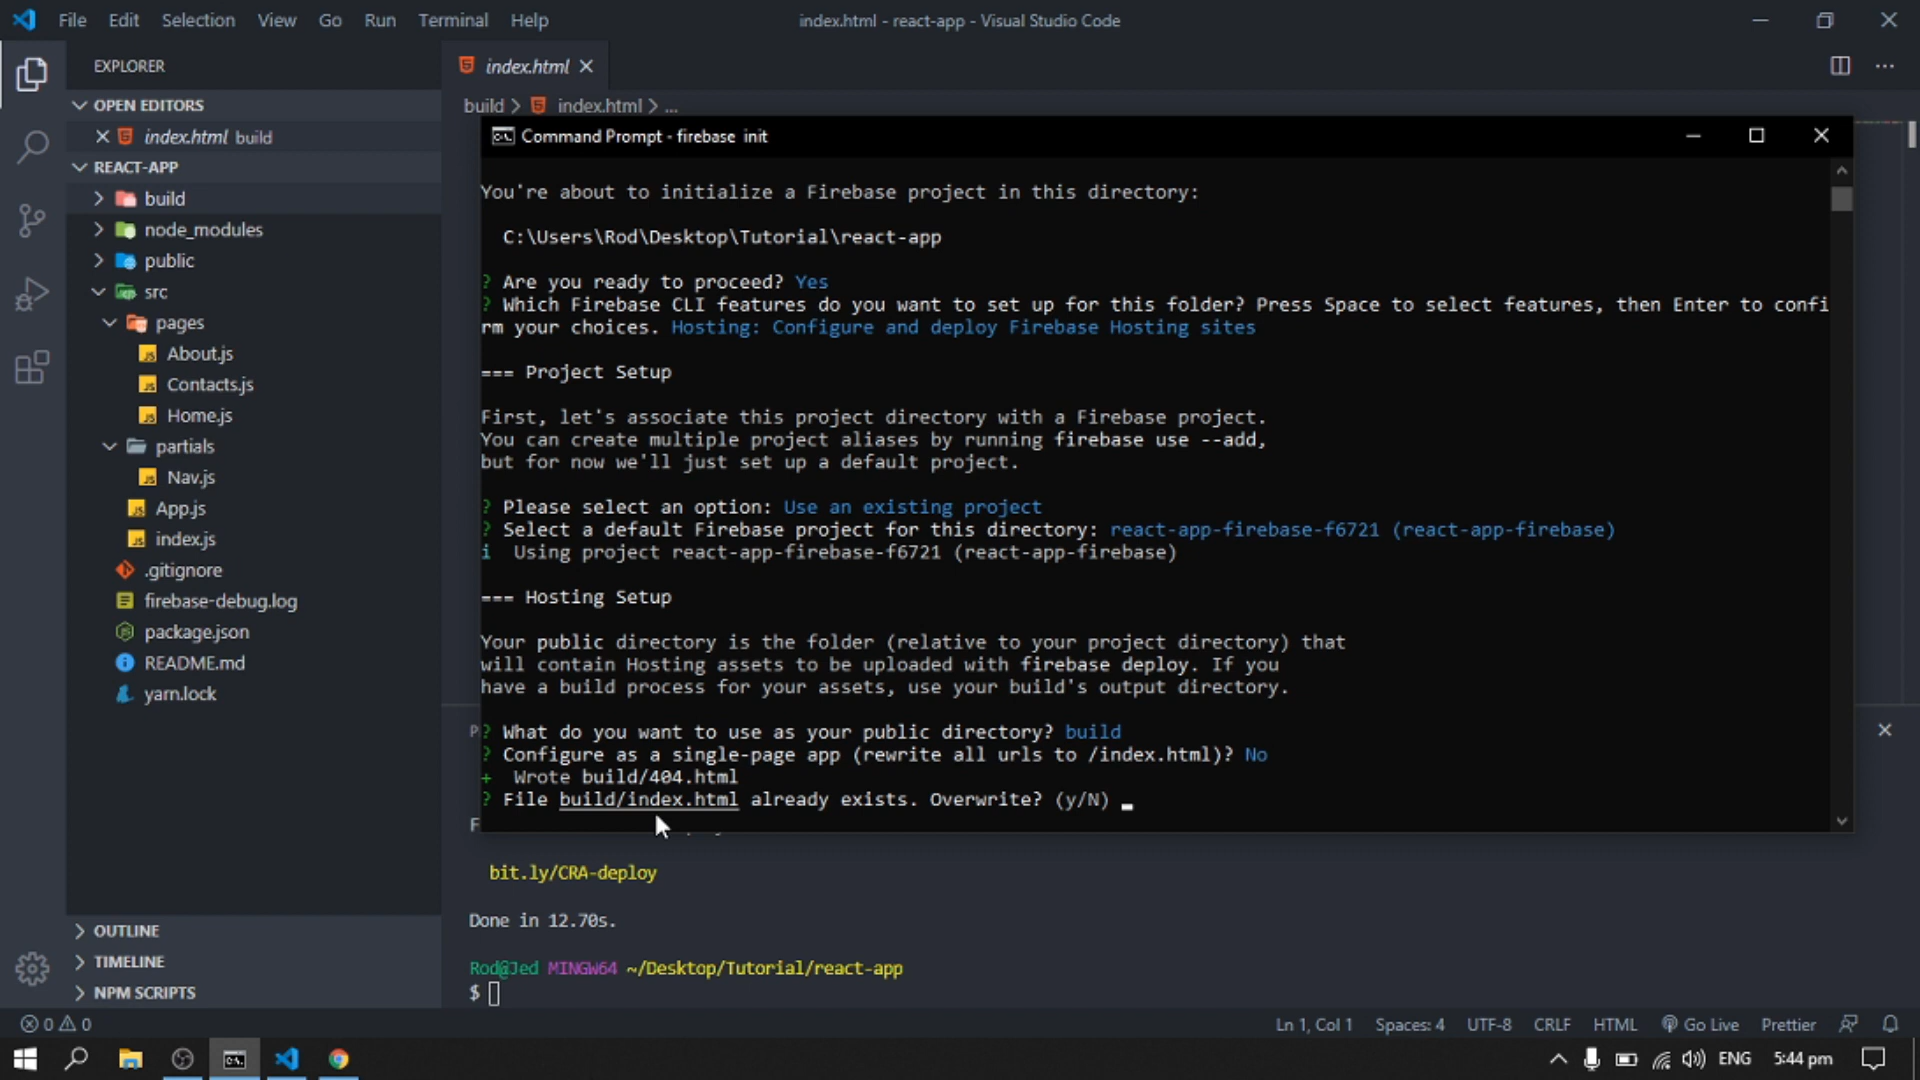 File Edit Selection View Go Run Terminal Help
index.html - react-app - Visual Studio Code
EXPLORER
OPEN EDITORS
index.html build
REACT-APP
build
node_modules
public
src
pages
About.js
Contacts.js
Home.js
partials
Nav.js
App.js
index.js
.gitignore
firebase-debug.log
package.json
README.md
yarn.lock
OUTLINE
TIMELINE
NPM SCRIPTS
index.html
build > index.html > ...
Command Prompt - firebase init
You're about to initialize a Firebase project in this directory:
C:\Users\Rod\Desktop\Tutorial\react-app
? Are you ready to proceed? Yes
? Which Firebase CLI features do you want to set up for this folder? Press Space to select features, then Enter to confi
rm your choices. Hosting: Configure and deploy Firebase Hosting sites
=== Project Setup
First, let's associate this project directory with a Firebase project.
You can create multiple project aliases by running firebase use --add,
but for now we'll just set up a default project.
? Please select an option: Use an existing project
? Select a default Firebase project for this directory: react-app-firebase-f6721 (react-app-firebase)
i Using project react-app-firebase-f6721 (react-app-firebase)
=== Hosting Setup
Your public directory is the folder (relative to your project directory) that
will contain Hosting assets to be uploaded with firebase deploy. If you
have a build process for your assets, use your build's output directory.
? What do you want to use as your public directory? build
? Configure as a single-page app (rewrite all urls to /index.html)? No
+ Wrote build/404.html
? File build/index.html already exists. Overwrite? (y/N)
bit.ly/CRA-deploy
Done in 12.70s.
Rod@Jed MINGW64 ~/Desktop/Tutorial/react-app
$
0 0
Ln 1, Col 1 Spaces: 4 UTF-8 CRLF HTML Go Live Prettier
ENG 5:44 pm